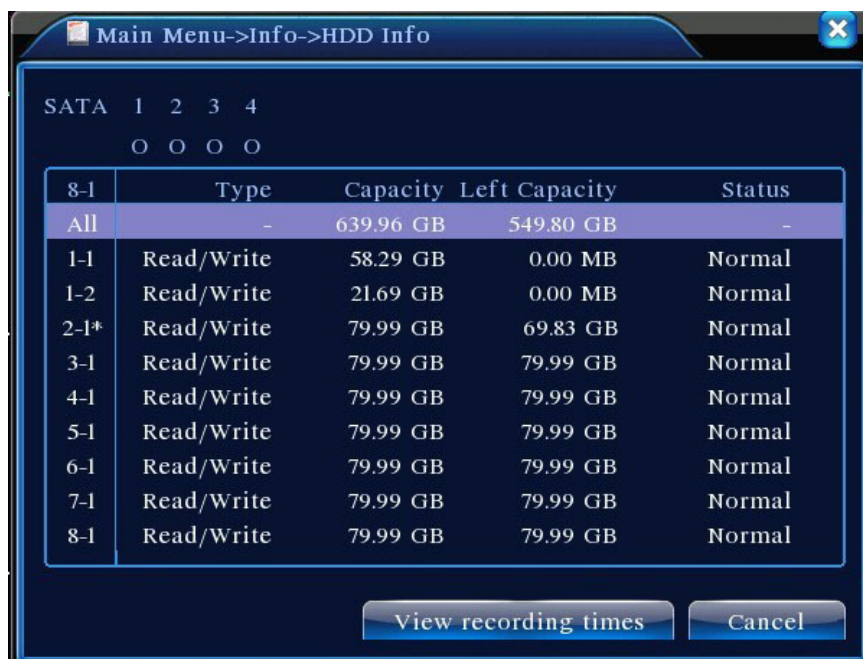 Main Menu->Info->HDD Info
SATA 1 2 3 4
O O O O
8-1 Type Capacity Left Capacity Status
All - 639.96 GB 549.80 GB -
1-1 Read/Write 58.29 GB 0.00 MB Normal
1-2 Read/Write 21.69 GB 0.00 MB Normal
2-1* Read/Write 79.99 GB 69.83 GB Normal
3-1 Read/Write 79.99 GB 79.99 GB Normal
4-1 Read/Write 79.99 GB 79.99 GB Normal
5-1 Read/Write 79.99 GB 79.99 GB Normal
6-1 Read/Write 79.99 GB 79.99 GB Normal
7-1 Read/Write 79.99 GB 79.99 GB Normal
8-1 Read/Write 79.99 GB 79.99 GB Normal
View recording times Cancel